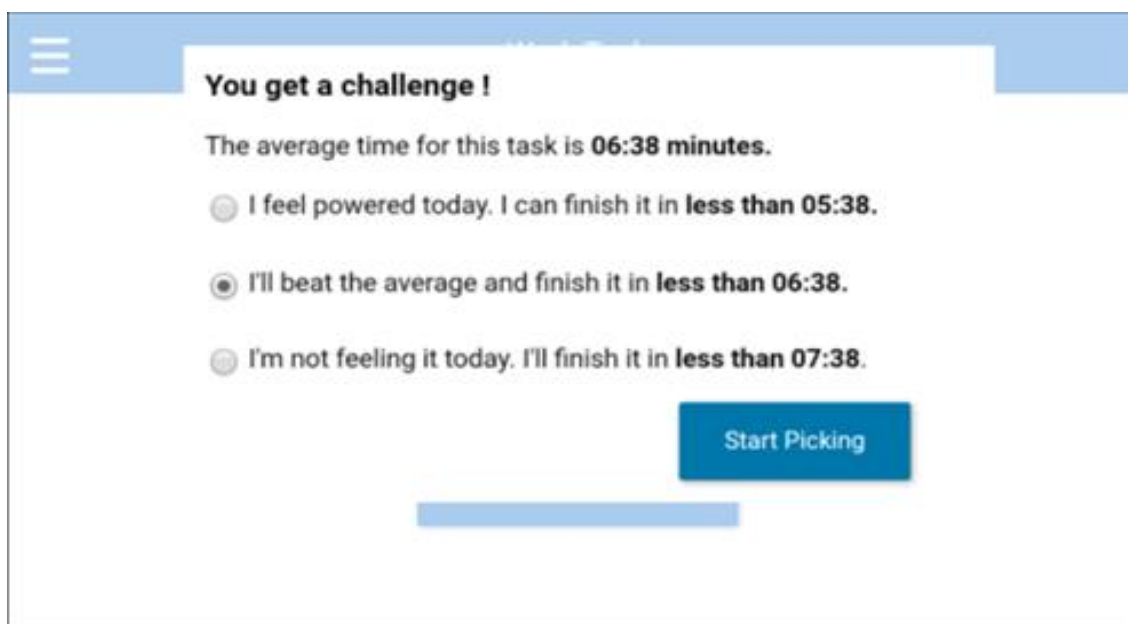 You get a challenge !
The average time for this task is 06:38 minutes.
I feel powered today. I can finish it in less than 05:38.
I'll beat the average and finish it in less than 06:38.
I'm not feeling it today. I'll finish it in less than 07:38.
Start Picking